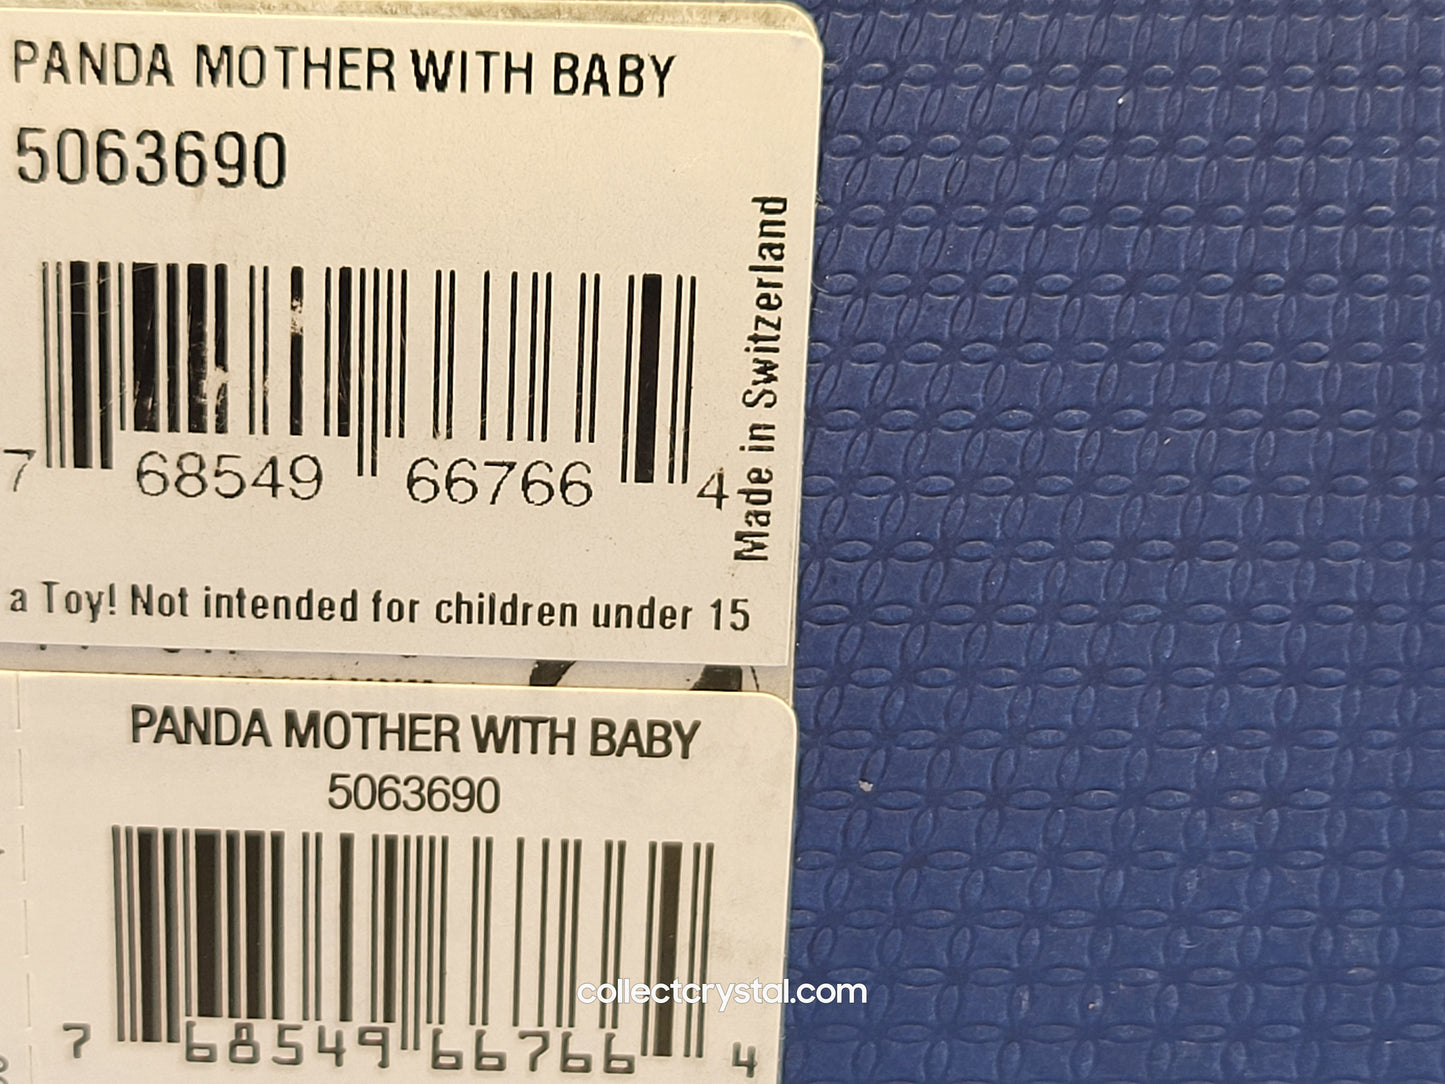 PANDA MOTHER WITH BABY
5063690
Made in Switzerland
7 68549 66766 4
a Toy! Not intended for children under 15
PANDA MOTHER WITH BABY
5063690
7 68549 66766 4
collectcrystal.com